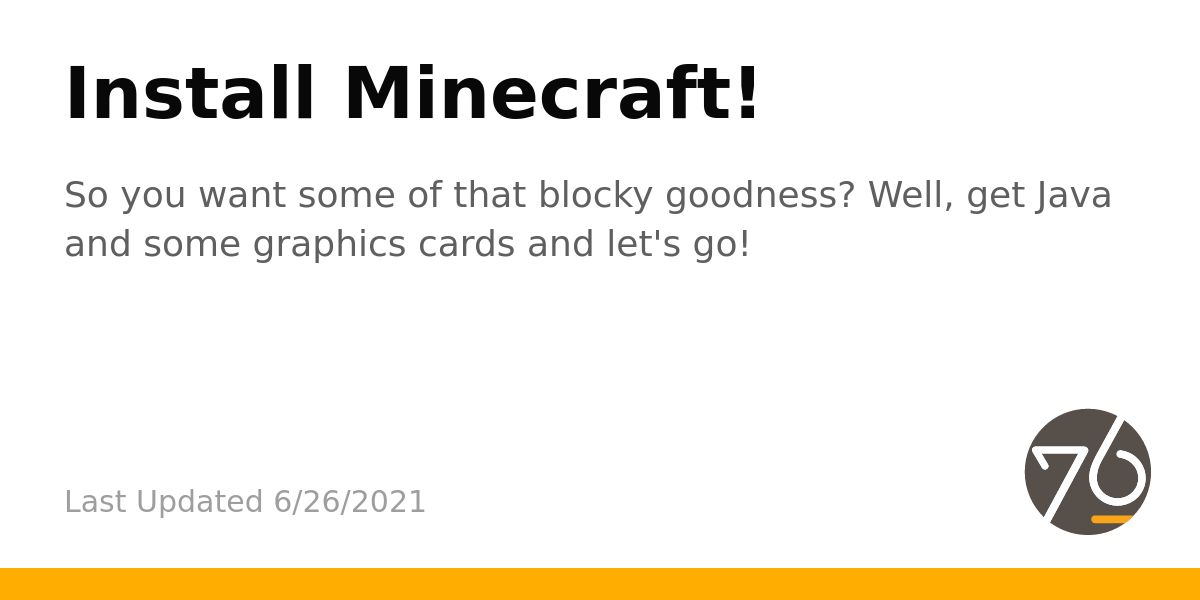 Install Minecraft!
So you want some of that blocky goodness? Well, get Java
and some graphics cards and let's go!
Last Updated 6/26/2021
76